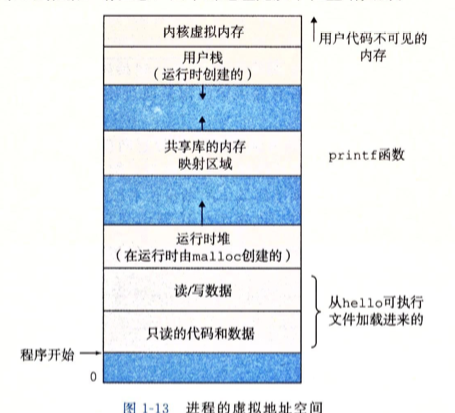 内核虚拟内存
用户代码不可见的
内存
用户栈
（运行时创建的）
共享库的内存
映射区域
printf函数
运行时堆
（在运行时由malloc创建的）
读/写数据
从hello可执行
文件加载进来的
只读的代码和数据
程序开始
0
图 1-13 进程的虚拟地址空间